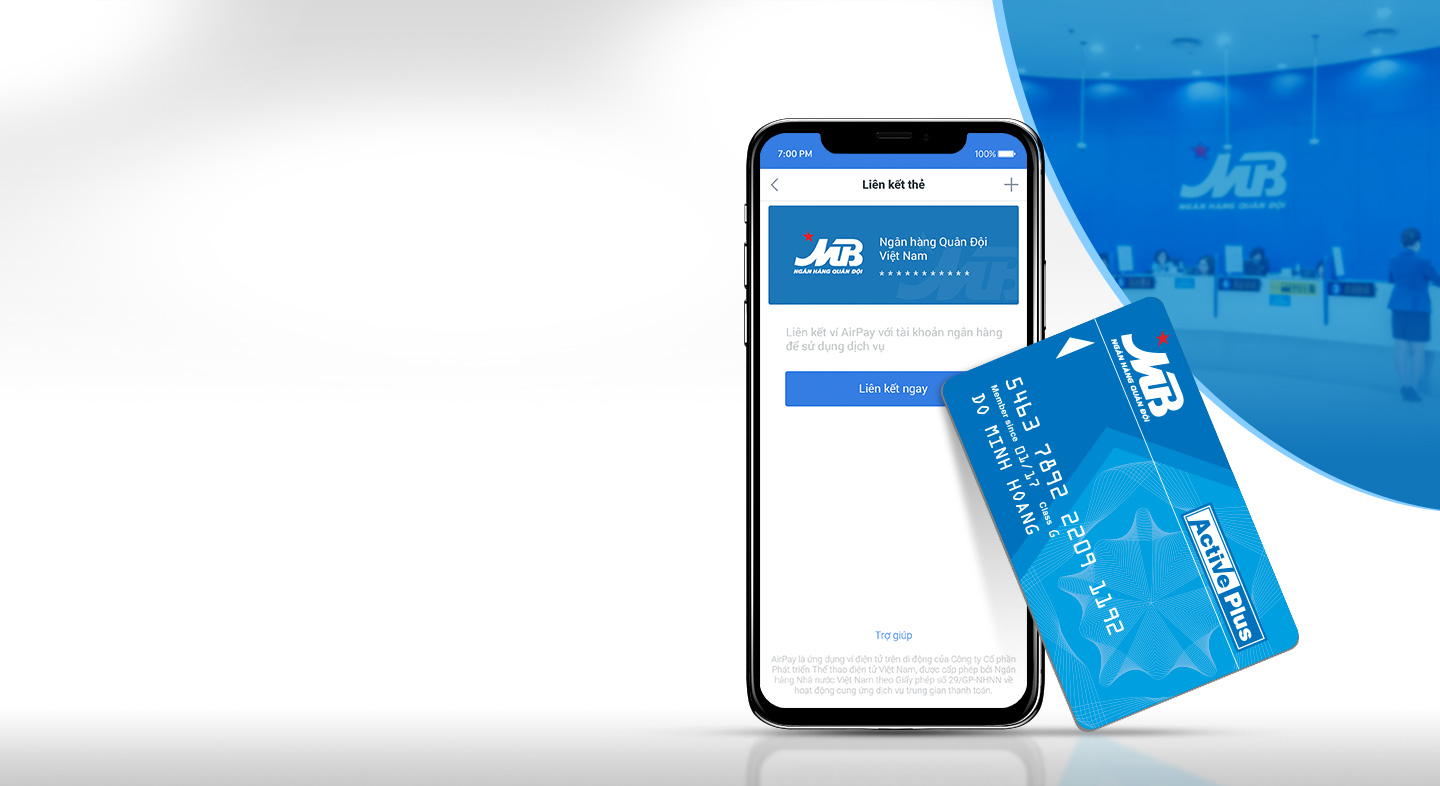 7:00 PM
100%
Liên kết thẻ
MB
NGÂN HÀNG QUÂN ĐỘI
Ngân hàng Quân Đội
Việt Nam
* * * * * * * * * * *
MB
Liên kết ví AirPay với tài khoản ngân hàng
để sử dụng dịch vụ
Liên kết ngay
Trợ giúp
AirPay là ứng dụng ví điện tử trên di động của Công ty Cổ phần
Phát triển Thể thao điện tử Việt Nam, được cấp phép bởi Ngân
hàng Nhà nước Việt Nam theo Giấy phép số 29/GP-NHNN về
hoạt động cung ứng dịch vụ trung gian thanh toán.
MB
NGÂN HÀNG QUÂN ĐỘI
MB
NGÂN HÀNG QUÂN ĐỘI
Active Plus
5463 7892 2209 1192
Member since 01/17 Class G
DO MINH HOANG